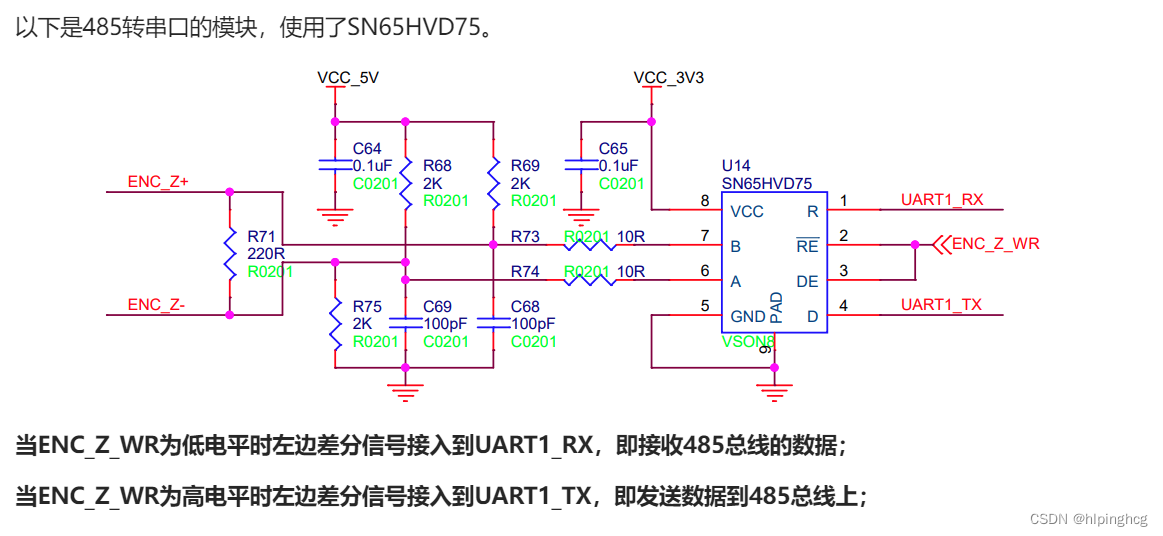 以下是485转串口的模块，使用了SN65HVD75。
VCC_5V
VCC_3V3
C64
0.1uF
C0201
R68
2K
R0201
R69
2K
R0201
C65
0.1uF
C0201
U14
SN65HVD75
ENC_Z+
R71
220R
R0201
ENC_Z-
R73
R0201
10R
R74
R0201
10R
R75
2K
R0201
C69
100pF
C0201
C68
100pF
C0201
8
VCC
7
B
6
A
5
GND
PAD
9
VSON8
R
1
UART1_RX
RE
2
ENC_Z_WR
DE
3
D
4
UART1_TX
当ENC_Z_WR为低电平时左边差分信号接入到UART1_RX，即接收485总线的数据；
当ENC_Z_WR为高电平时左边差分信号接入到UART1_TX，即发送数据到485总线上；
CSDN @hlpinghcg